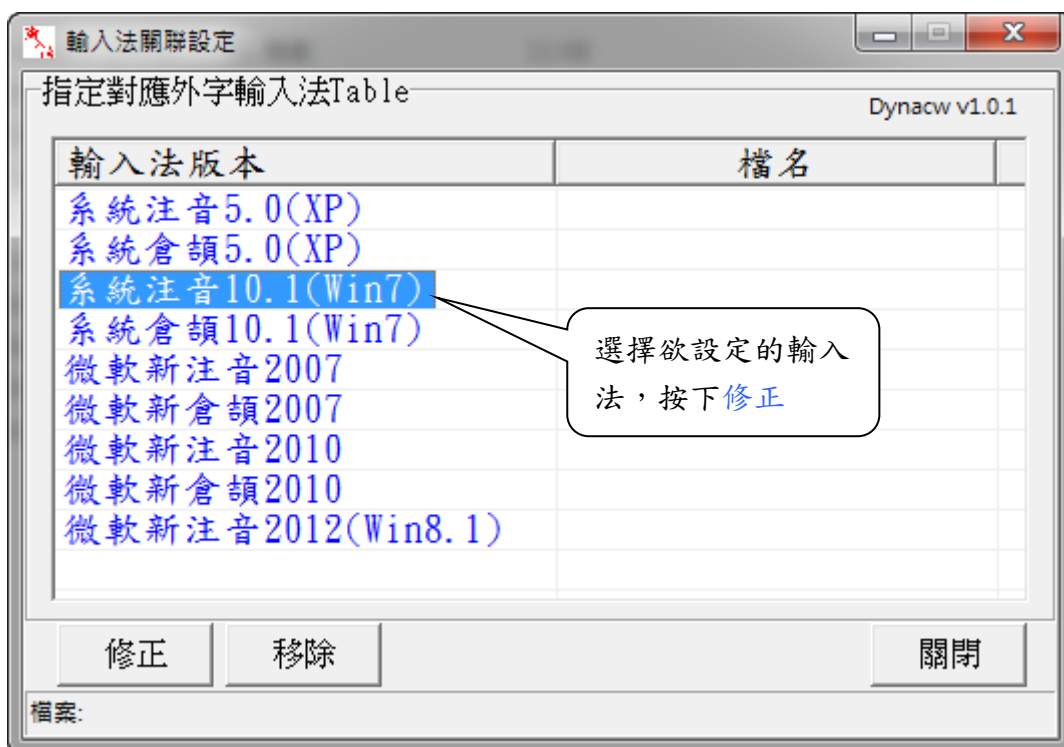 輸入法關聯設定
指定對應外字輸入法Table
Dynacw v1.0.1
輸入法版本 檔名
系統注音5.0(XP)
系統倉頡5.0(XP)
系統注音10.1(Win7)
系統倉頡10.1(Win7)
微軟新注音2007
微軟新倉頡2007
微軟新注音2010
微軟新倉頡2010
微軟新注音2012(Win8.1)
選擇欲設定的輸入
法，按下修正
修正 移除 關閉
檔案: